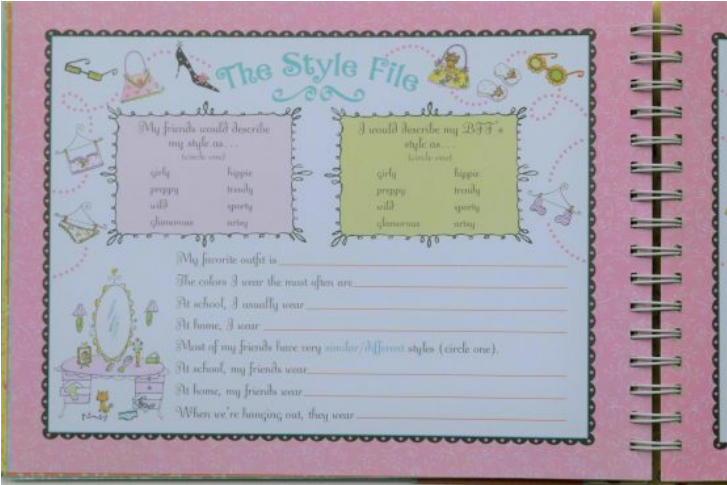 The Style File
My friends would describe
my style as...
(circle one)
girly hippie
preppy trendy
wild sporty
glamorous artsy
I would describe my BFF's
style as...
(circle one)
girly hippie
preppy trendy
wild sporty
glamorous artsy
My favorite outfit is
The colors I wear the most often are
At school, I usually wear
At home, I wear
Most of my friends have very similar/different styles (circle one).
At school, my friends wear
At home, my friends wear
When we're hanging out, they wear